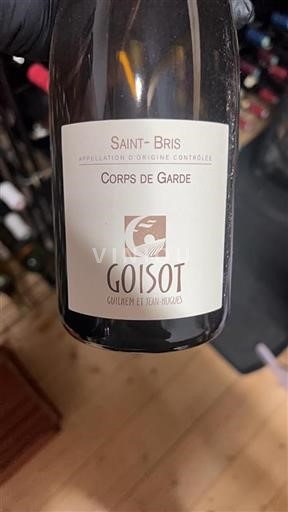 SAINT-BRIS
APPELLATION D'ORIGINE CONTRÔLÉE
CORPS DE GARDE
GOISOT
GUILHEM ET JEAN-HUGUES